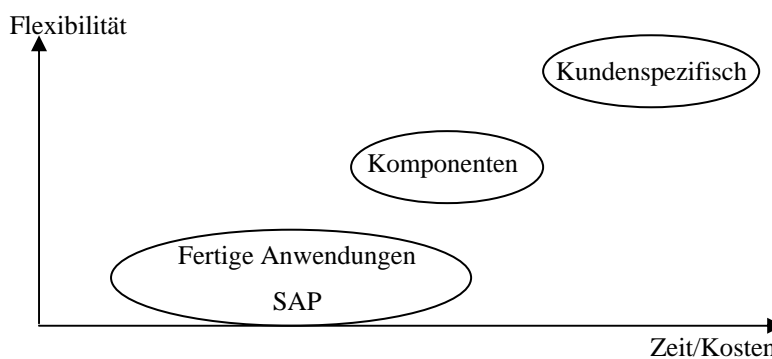 Flexibilität
Kundenspezifisch
Komponenten
Fertige Anwendungen
SAP
Zeit/Kosten